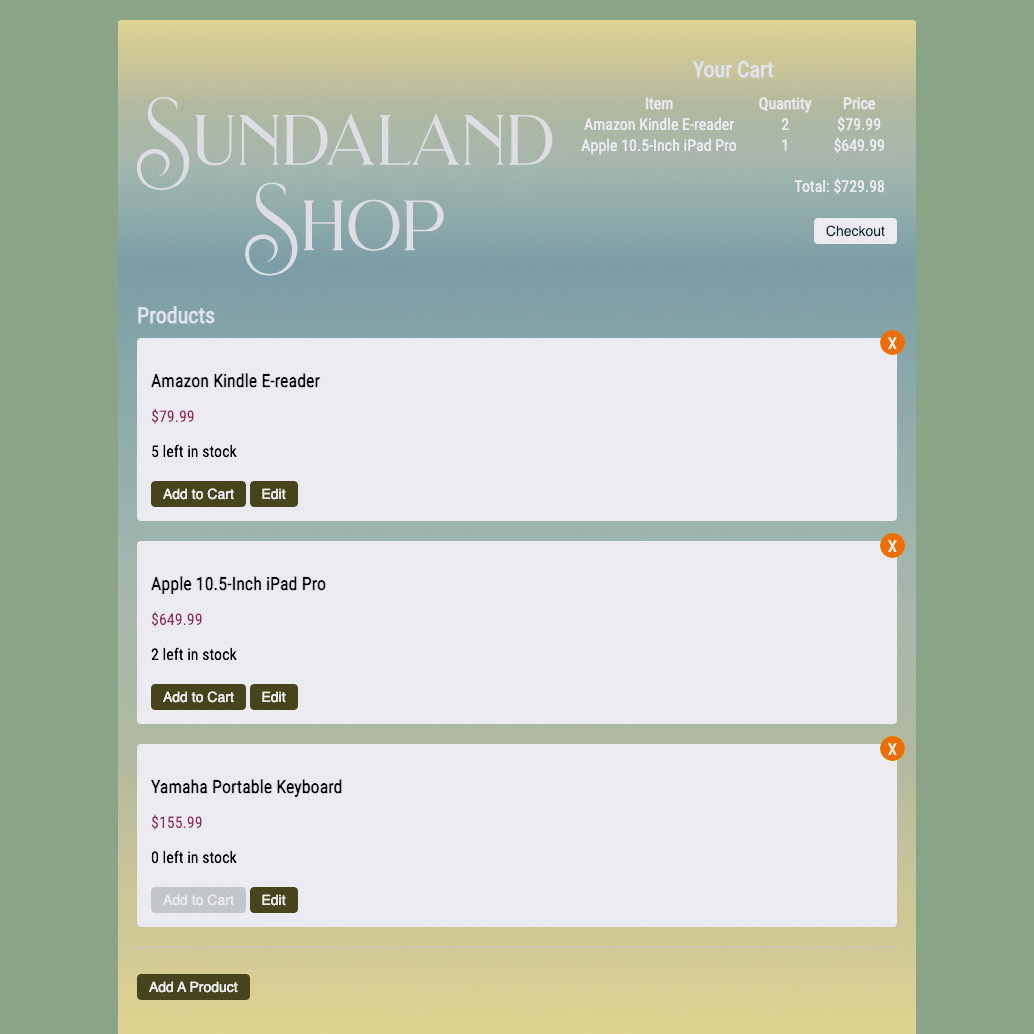 Sundaland
Shop
Your Cart
Item Quantity Price
Amazon Kindle E-reader 2 $79.99
Apple 10.5-Inch iPad Pro 1 $649.99
Total: $729.98
Checkout
Products
X
Amazon Kindle E-reader
$79.99
5 left in stock
Add to Cart Edit
X
Apple 10.5-Inch iPad Pro
$649.99
2 left in stock
Add to Cart Edit
X
Yamaha Portable Keyboard
$155.99
0 left in stock
Add to Cart Edit
Add A Product